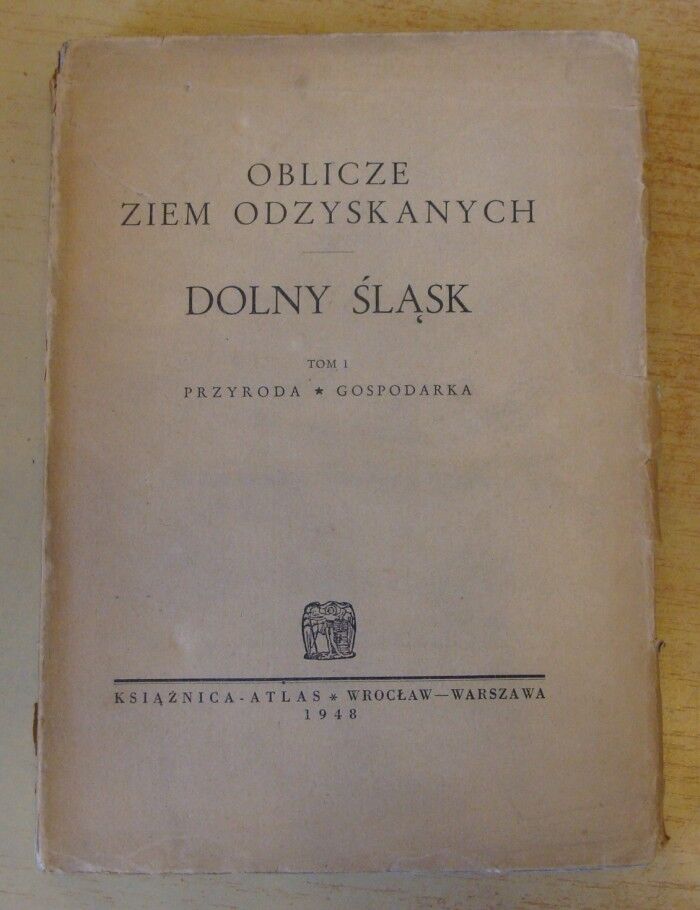 OBLICZE
ZIEM ODZYSKANYCH
DOLNY ŚLĄSK
TOM I
PRZYRODA ★ GOSPODARKA
KSIĄŻNICA-ATLAS * WROCŁAW—WARSZAWA
1948